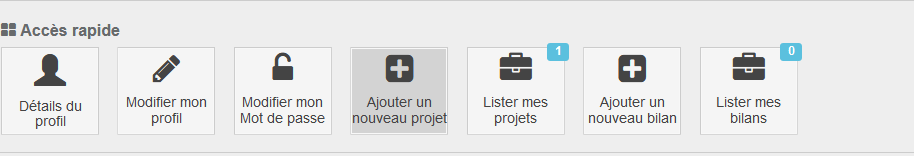 Accès rapide
1
0
Détails du
profil
Modifier mon
profil
Modifier mon
Mot de passe
Ajouter un
nouveau projet
Lister mes
projets
Ajouter un
nouveau bilan
Lister mes
bilans